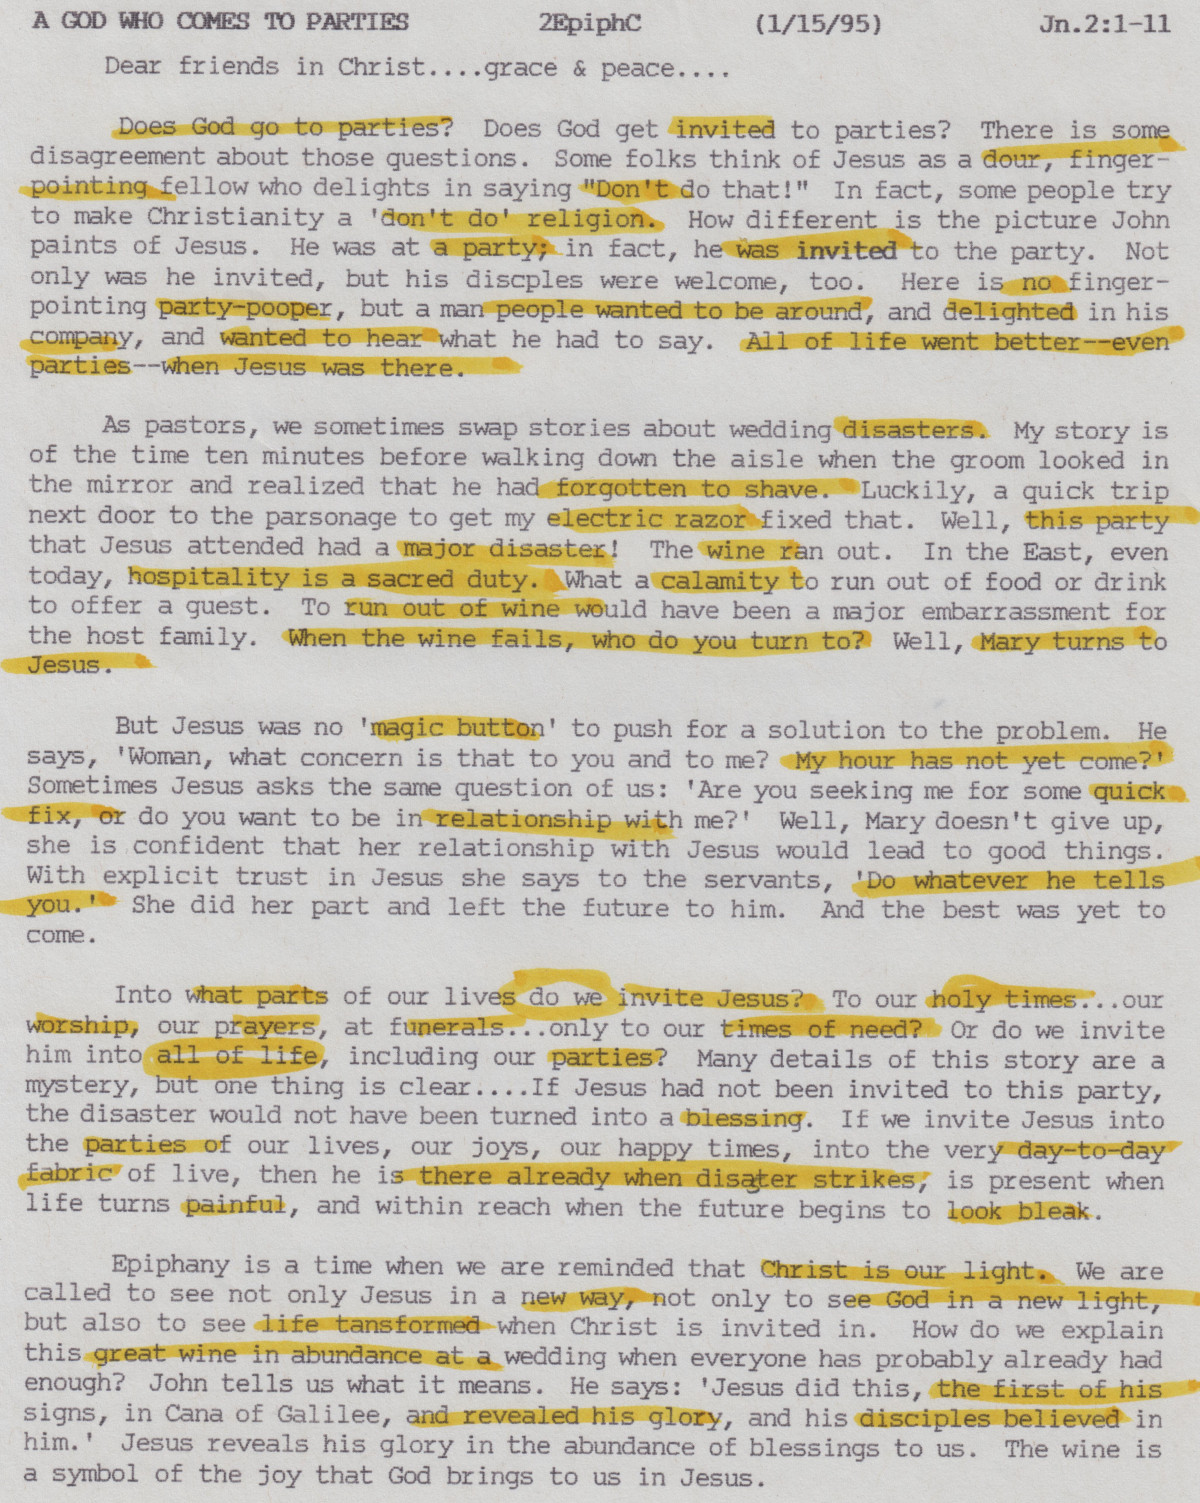 A GOD WHO COMES TO PARTIES 2EpiphC (1/15/95) Jn.2:1-11
Dear friends in Christ....grace & peace....
Does God go to parties? Does God get invited to parties? There is some
disagreement about those questions. Some folks think of Jesus as a dour, finger-
pointing fellow who delights in saying "Don't do that!" In fact, some people try
to make Christianity a 'don't do' religion. How different is the picture John
paints of Jesus. He was at a party; in fact, he was invited to the party. Not
only was he invited, but his discples were welcome, too. Here is no finger-
pointing party-pooper, but a man people wanted to be around, and delighted in his
company, and wanted to hear what he had to say. All of life went better--even
parties--when Jesus was there.
As pastors, we sometimes swap stories about wedding disasters. My story is
of the time ten minutes before walking down the aisle when the groom looked in
the mirror and realized that he had forgotten to shave. Luckily, a quick trip
next door to the parsonage to get my electric razor fixed that. Well, this party
that Jesus attended had a major disaster! The wine ran out. In the East, even
today, hospitality is a sacred duty. What a calamity to run out of food or drink
to offer a guest. To run out of wine would have been a major embarrassment for
the host family. When the wine fails, who do you turn to? Well, Mary turns to
Jesus.
But Jesus was no 'magic button' to push for a solution to the problem. He
says, 'Woman, what concern is that to you and to me? My hour has not yet come?'
Sometimes Jesus asks the same question of us: 'Are you seeking me for some quick
fix, or do you want to be in relationship with me?' Well, Mary doesn't give up,
she is confident that her relationship with Jesus would lead to good things.
With explicit trust in Jesus she says to the servants, 'Do whatever he tells
you.' She did her part and left the future to him. And the best was yet to
come.
Into what parts of our lives do we invite Jesus? To our holy times...our
worship, our prayers, at funerals...only to our times of need? Or do we invite
him into all of life, including our parties? Many details of this story are a
mystery, but one thing is clear....If Jesus had not been invited to this party,
the disaster would not have been turned into a blessing. If we invite Jesus into
the parties of our lives, our joys, our happy times, into the very day-to-day
fabric of live, then he is there already when disaster strikes, is present when
life turns painful, and within reach when the future begins to look bleak.
Epiphany is a time when we are reminded that Christ is our light. We are
called to see not only Jesus in a new way, not only to see God in a new light,
but also to see life tansformed when Christ is invited in. How do we explain
this great wine in abundance at a wedding when everyone has probably already had
enough? John tells us what it means. He says: 'Jesus did this, the first of his
signs, in Cana of Galilee, and revealed his glory, and his disciples believed in
him.' Jesus reveals his glory in the abundance of blessings to us. The wine is
a symbol of the joy that God brings to us in Jesus.